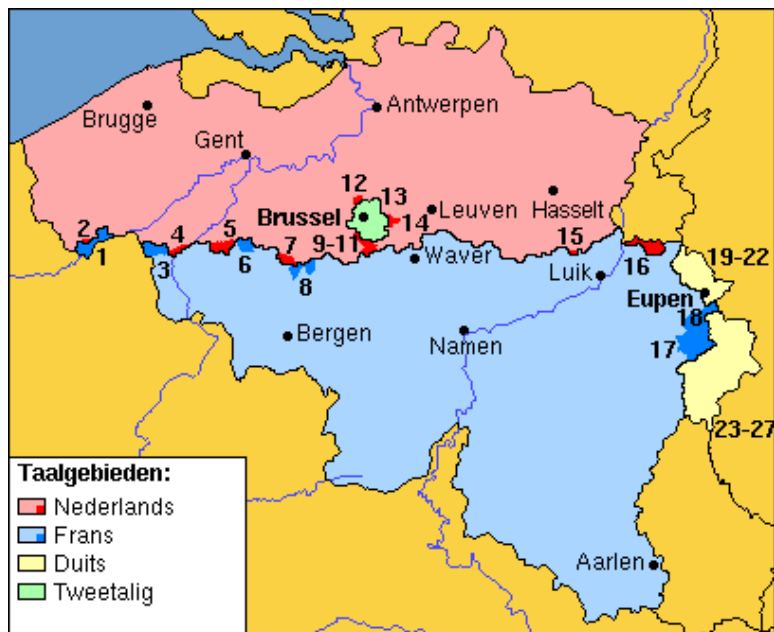 Brugge
Antwerpen
Gent
12
13
Brussel
14
Leuven
Hasselt
2
1
3
4
5
6
7
8
9-11
Waver
15
16
Luik
19-22
Eupen
18
17
Bergen
Namen
23-27
Aarlen
Taalgebieden:
Nederlands
Frans
Duits
Tweetalig